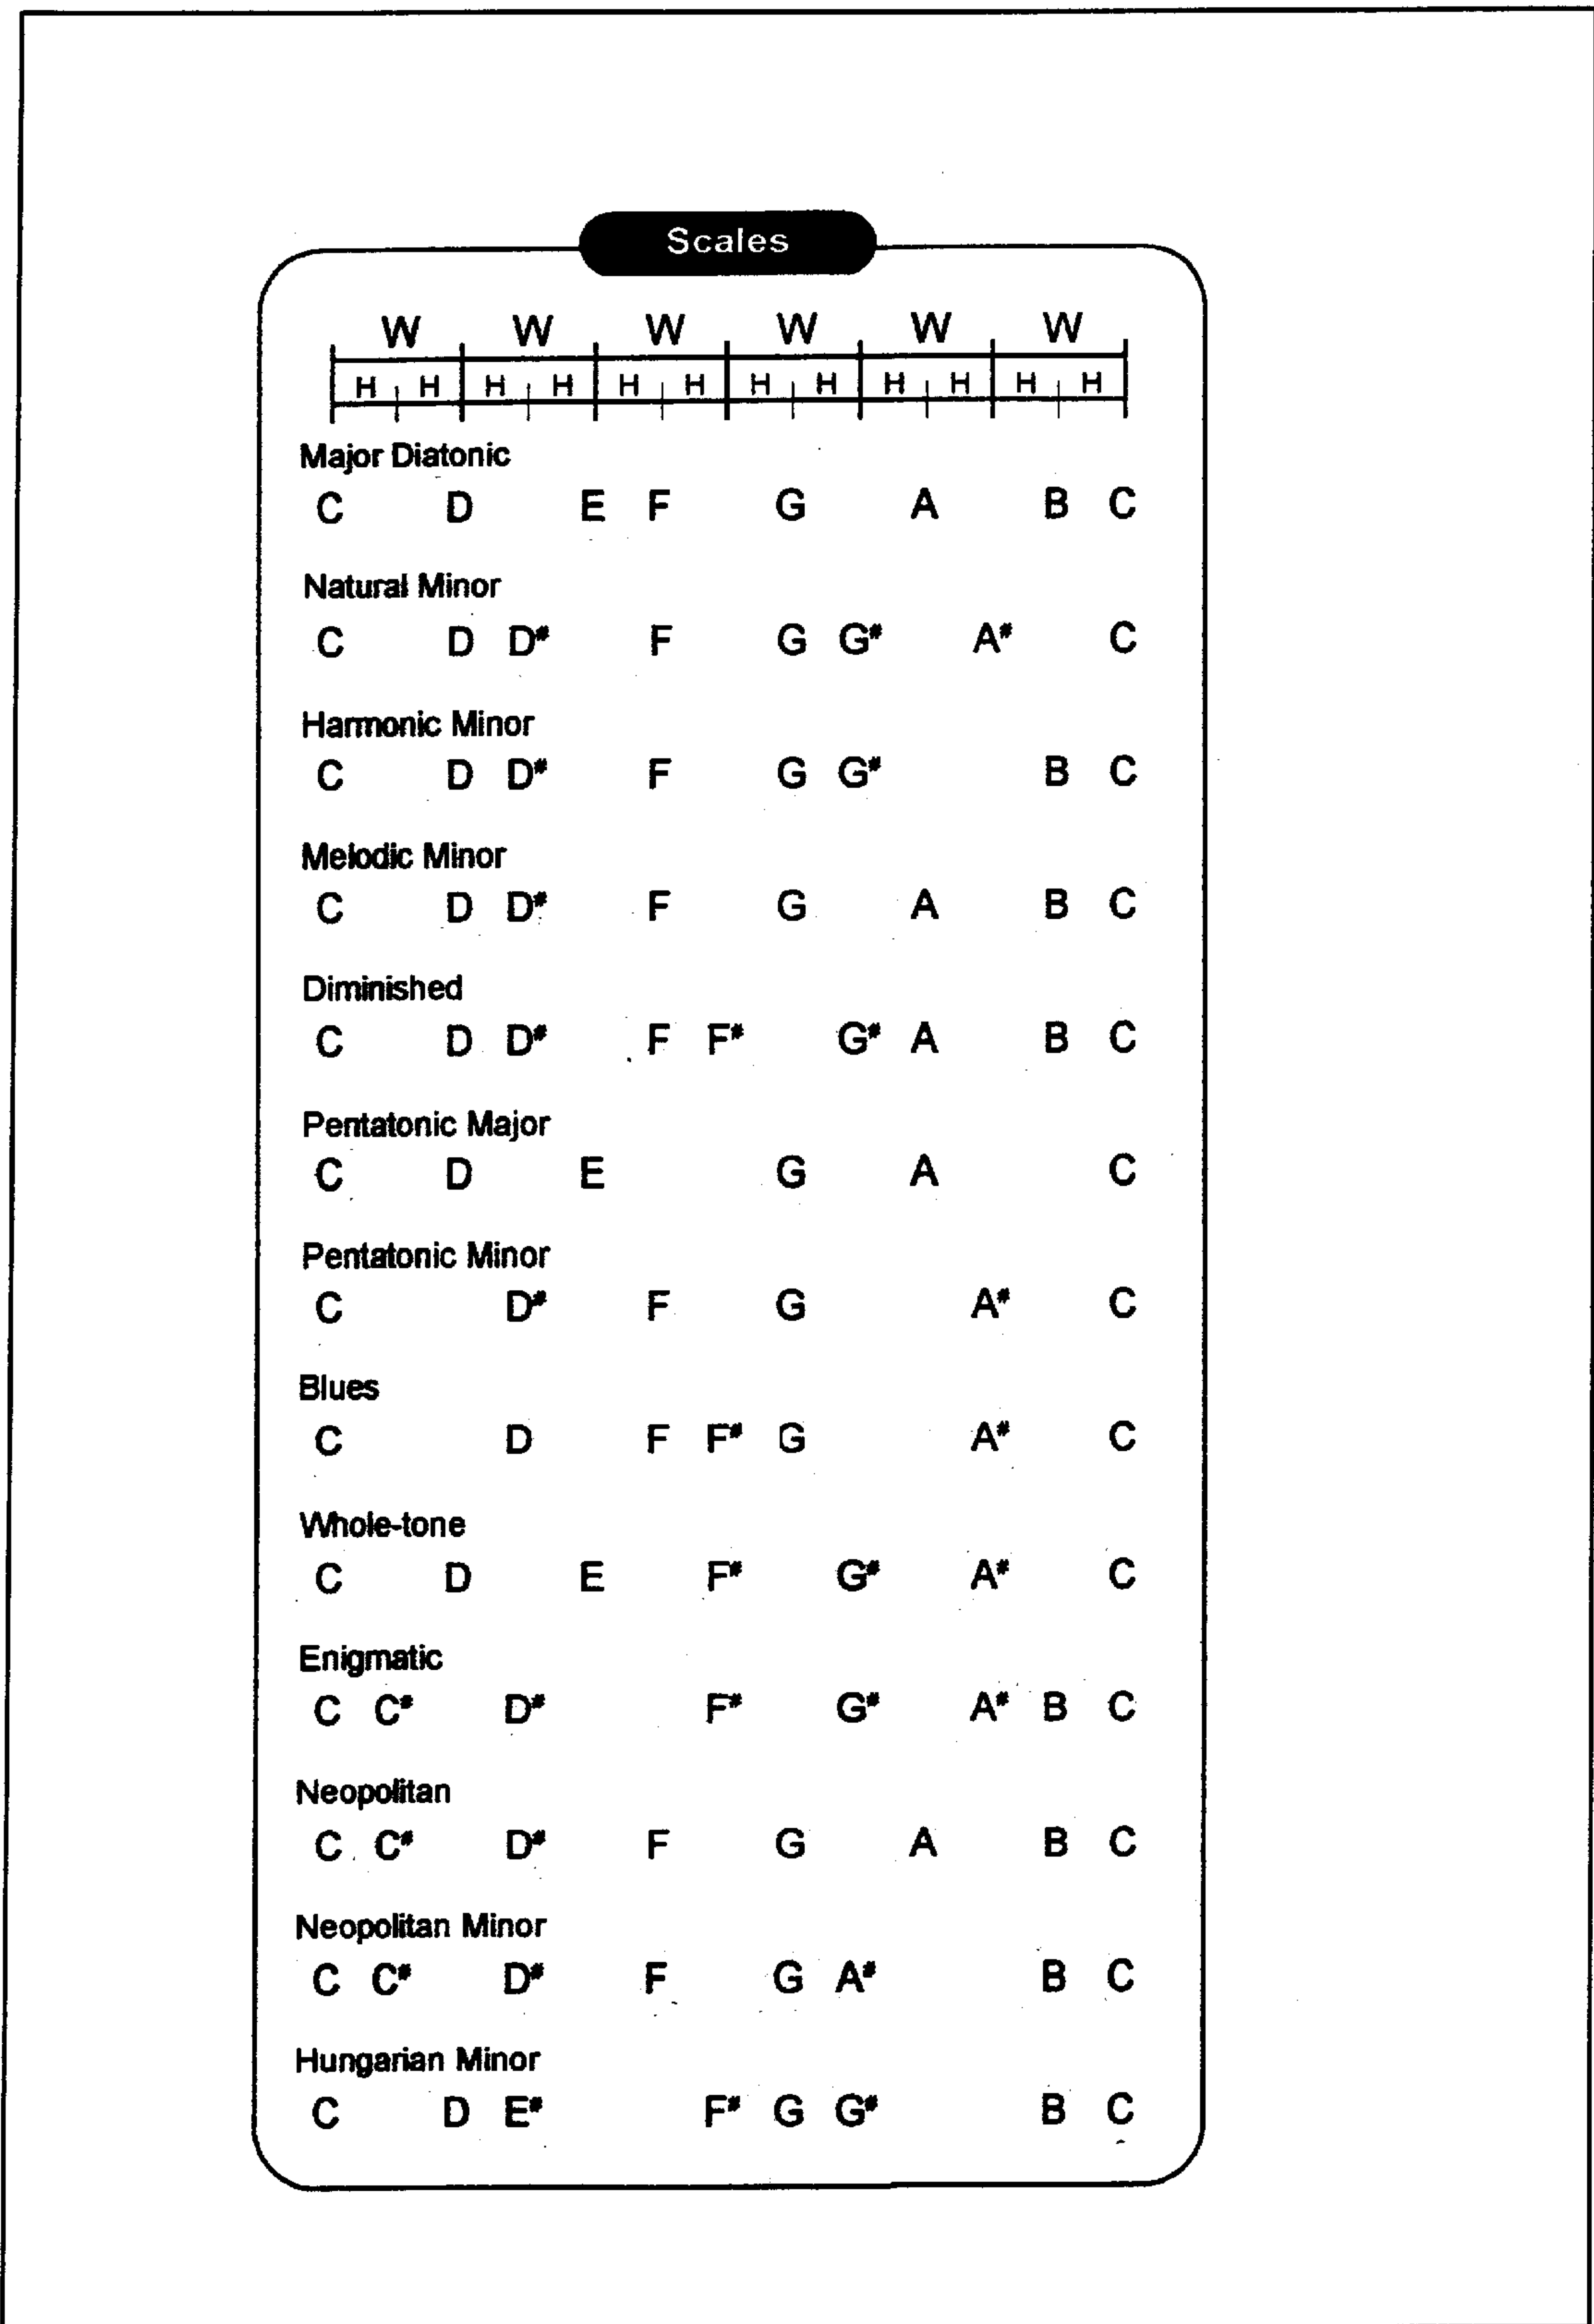 Scales
W W W W W W
H H H H H H H H H H H H
Major Diatonic
C D E F G A B C
Natural Minor
C D D# F G G# A# C
Harmonic Minor
C D D# F G G# B C
Melodic Minor
C D D# F G A B C
Diminished
C D D# F F# G# A B C
Pentatonic Major
C D E G A C
Pentatonic Minor
C D# F G A# C
Blues
C D F F# G A# C
Whole-tone
C D E F# G# A# C
Enigmatic
C C# D# F# G# A# B C
Neopolitan
C C# D# F G A B C
Neopolitan Minor
C C# D# F G A# B C
Hungarian Minor
C D E# F# G G# B C